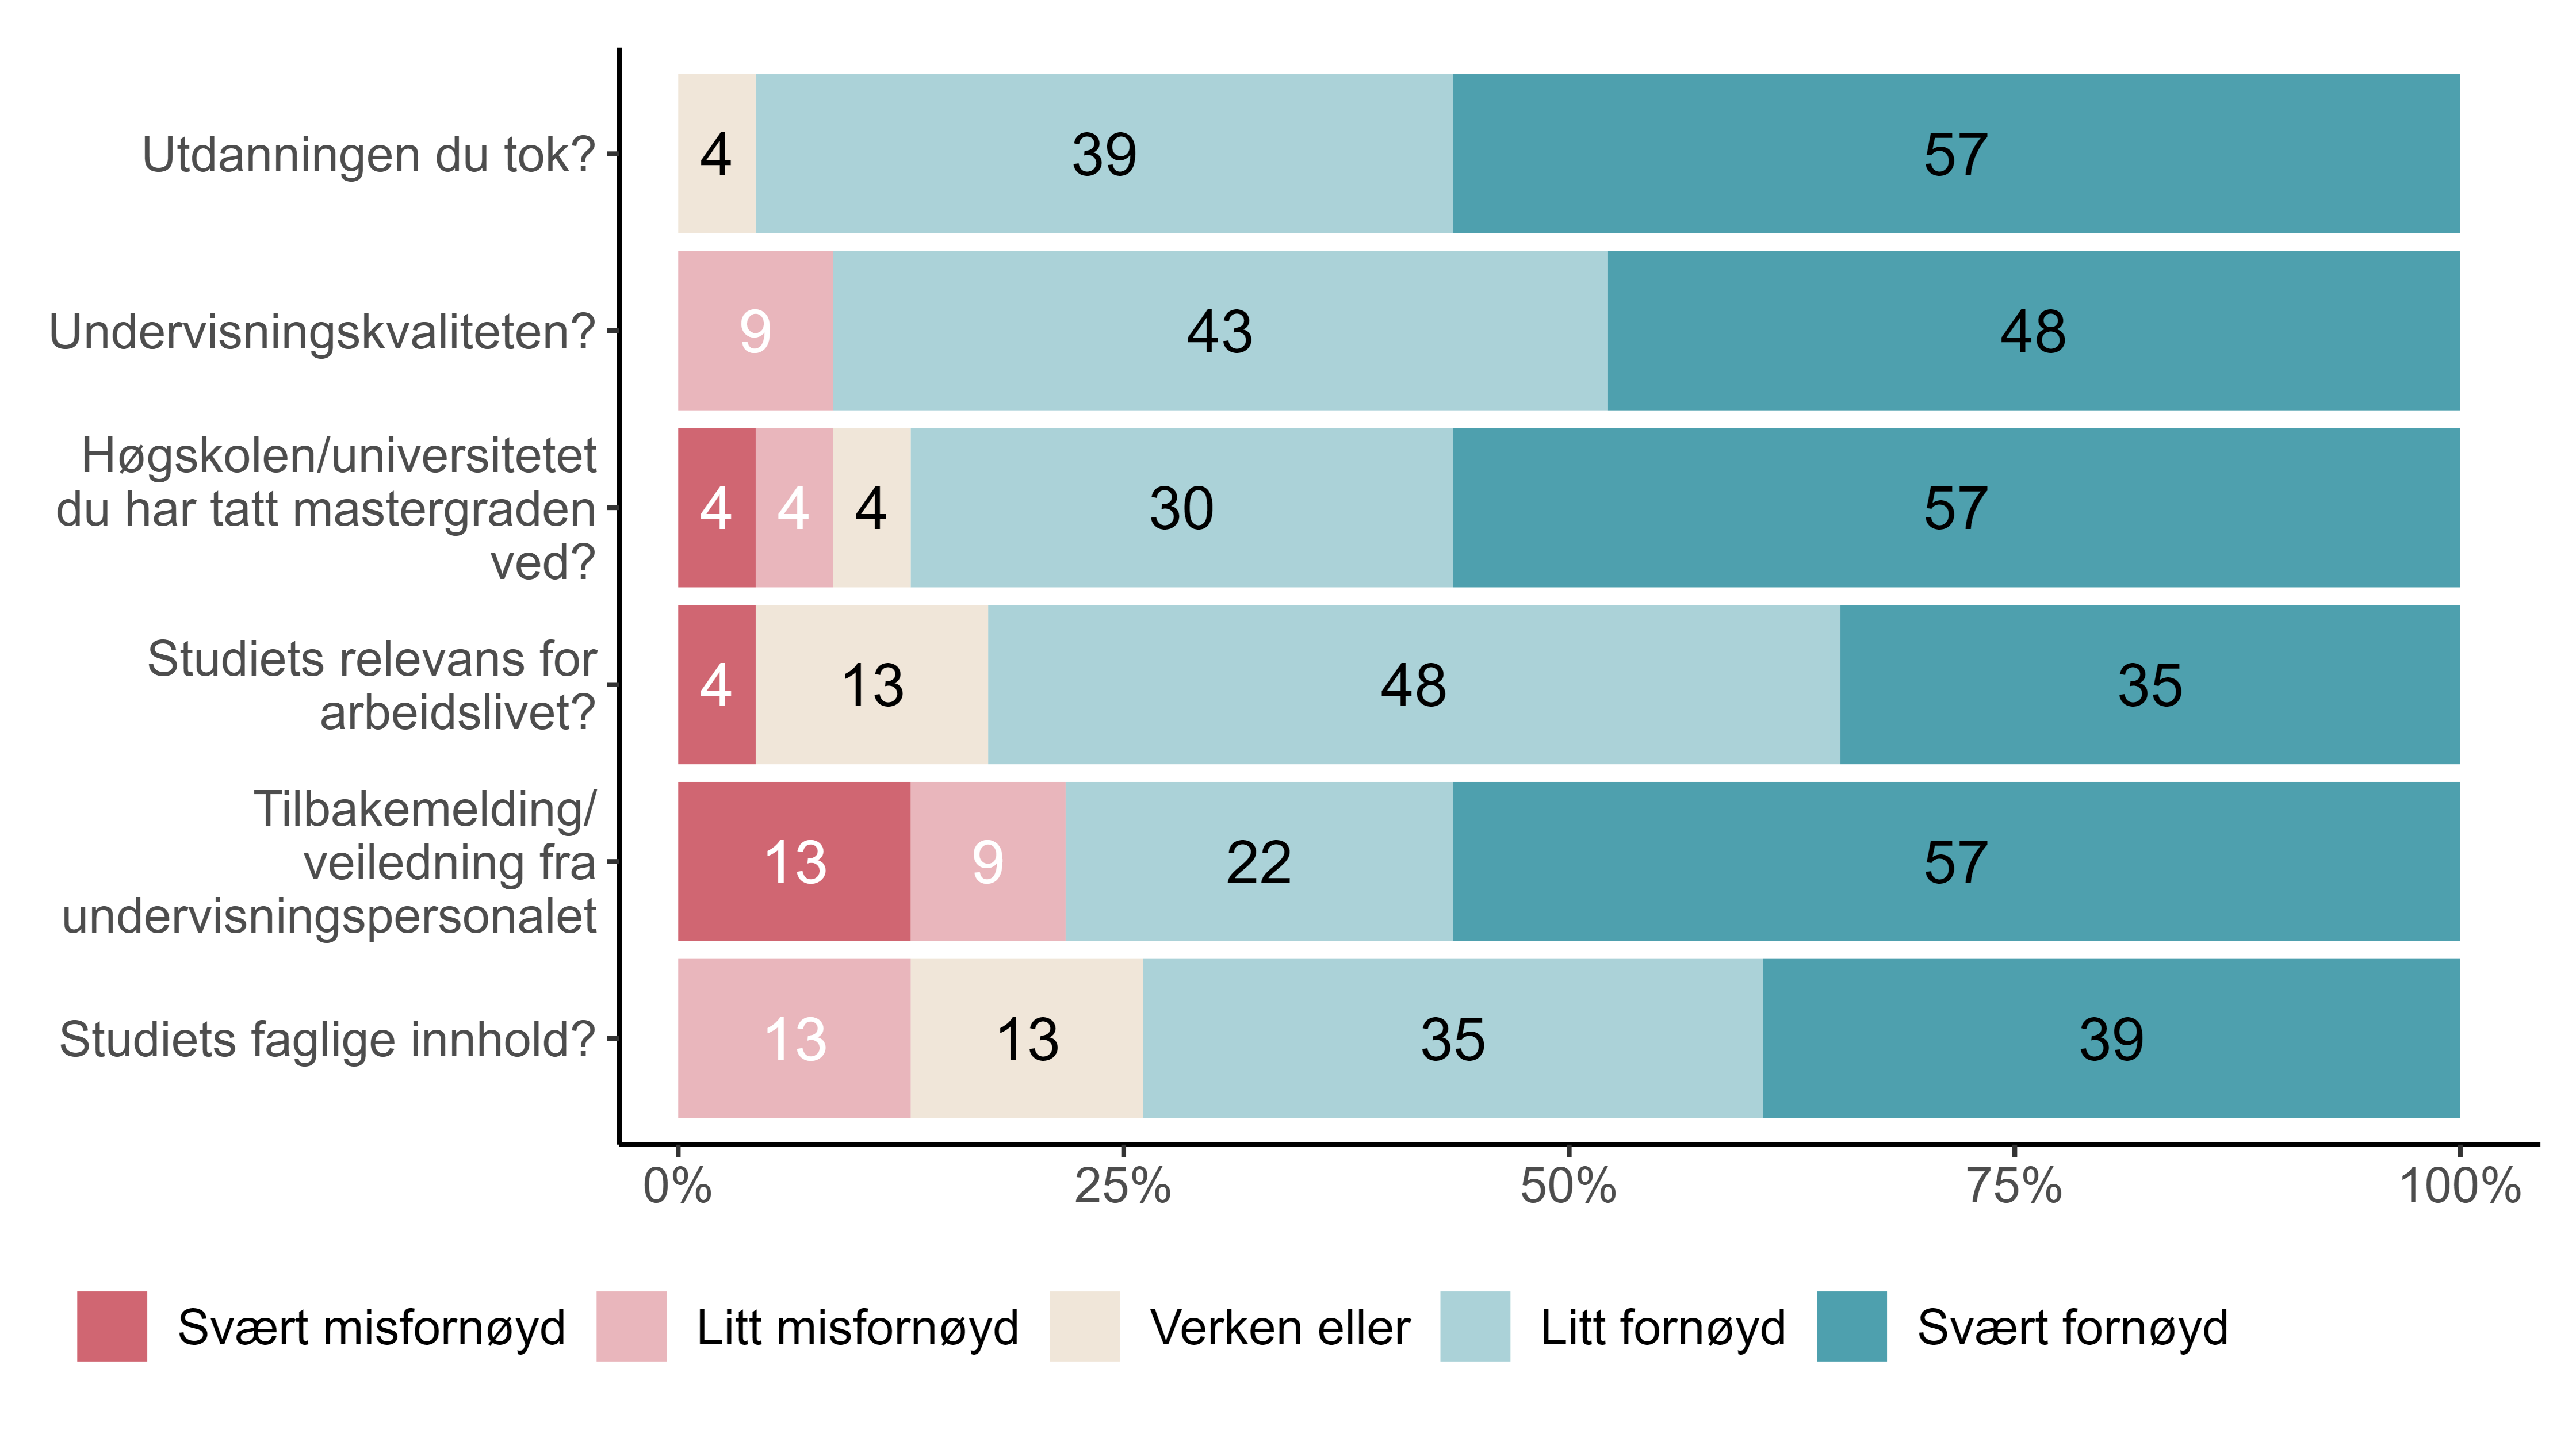 Utdanningen du tok?
4 39 57
Undervisningskvaliteten?
9 43 48
Høgskolen/universitetet
du har tatt mastergraden
ved?
4 4 4 30 57
Studiets relevans for
arbeidslivet?
4 13 48 35
Tilbakemelding/
veiledning fra
undervisningspersonalet
13 9 22 57
Studiets faglige innhold?
13 13 35 39
0% 25% 50% 75% 100%
Svært misfornøyd Litt misfornøyd Verken eller Litt fornøyd Svært fornøyd